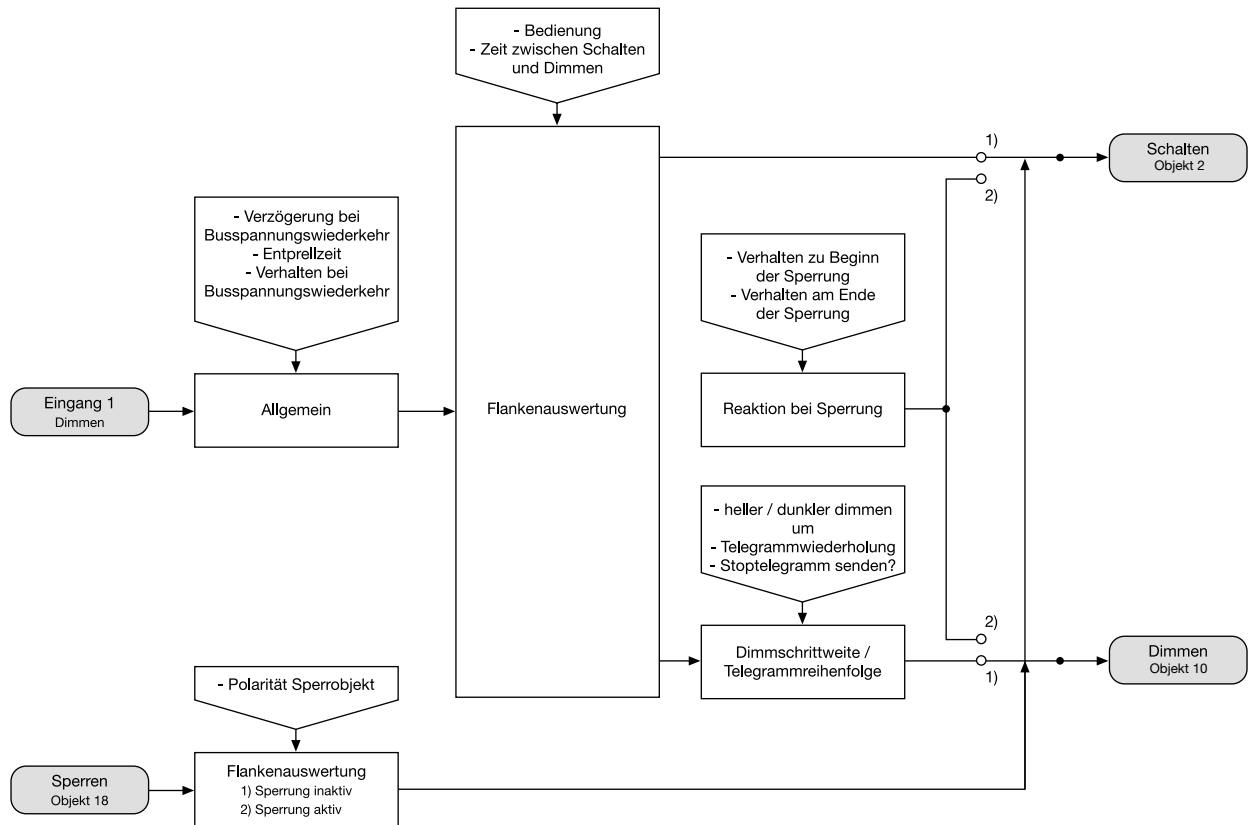 - Bedienung
- Zeit zwischen Schalten
und Dimmen
1)
Schalten
Objekt 2
2)
- Verzögerung bei
Busspannungswiederkehr
- Entprellzeit
- Verhalten bei
Busspannungswiederkehr
- Verhalten zu Beginn
der Sperrung
- Verhalten am Ende
der Sperrung
Eingang 1
Dimmen
Allgemein
Flankenauswertung
Reaktion bei Sperrung
- heller / dunkler dimmen
um
- Telegrammwiederholung
- Stoptelegramm senden?
2)
Dimmschrittweite /
Telegrammreihenfolge
1)
Dimmen
Objekt 10
- Polarität Sperrobjekt
Sperren
Objekt 18
Flankenauswertung
1) Sperrung inaktiv
2) Sperrung aktiv